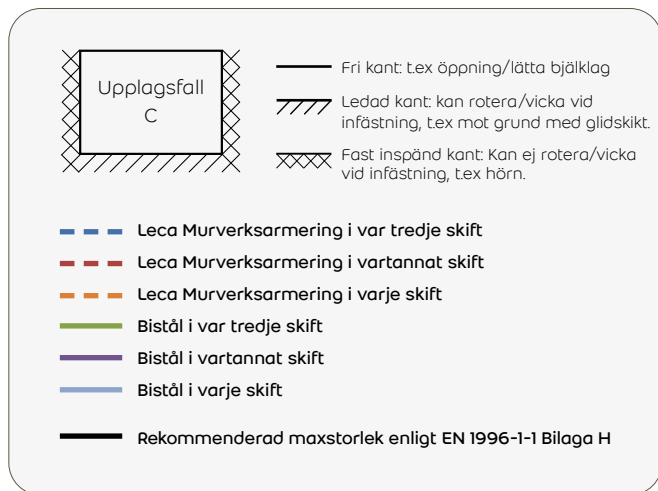 Upplagsfall
C
Fri kant: t.ex öppning/lätta bjälklag
Ledad kant: kan rotera/vicka vid
infästning, t.ex mot grund med glidskikt.
Fast inspänd kant: Kan ej rotera/vicka
vid infästning, t.ex hörn.
Leca Murverksarmering i var tredje skift
Leca Murverksarmering i vartannat skift
Leca Murverksarmering i varje skift
Bistål i var tredje skift
Bistål i vartannat skift
Bistål i varje skift
Rekommenderad maxstorlek enligt EN 1996-1-1 Bilaga H